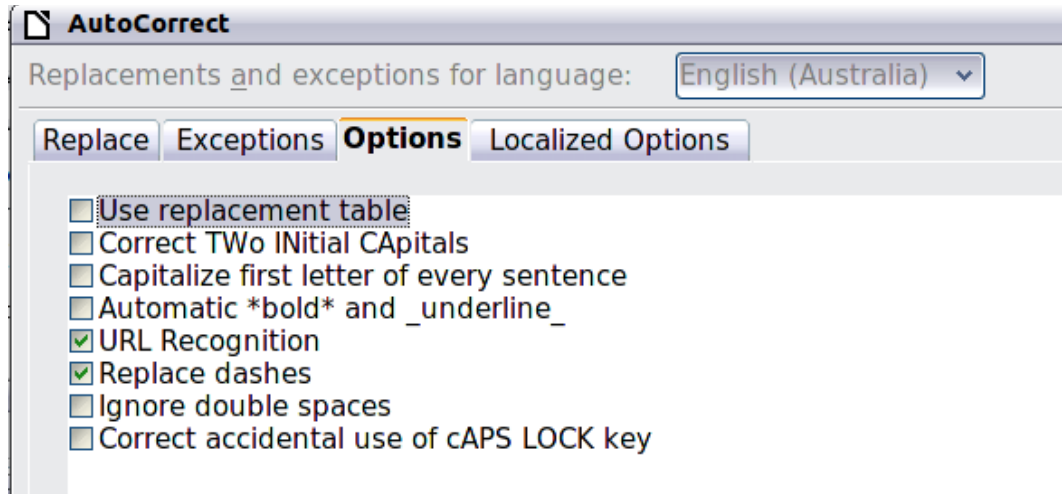 AutoCorrect
Replacements and exceptions for language: English (Australia)
Replace Exceptions Options Localized Options
Use replacement table
Correct TWo INitial CApitals
Capitalize first letter of every sentence
Automatic *bold* and _underline_
URL Recognition
Replace dashes
Ignore double spaces
Correct accidental use of cAPS LOCK key